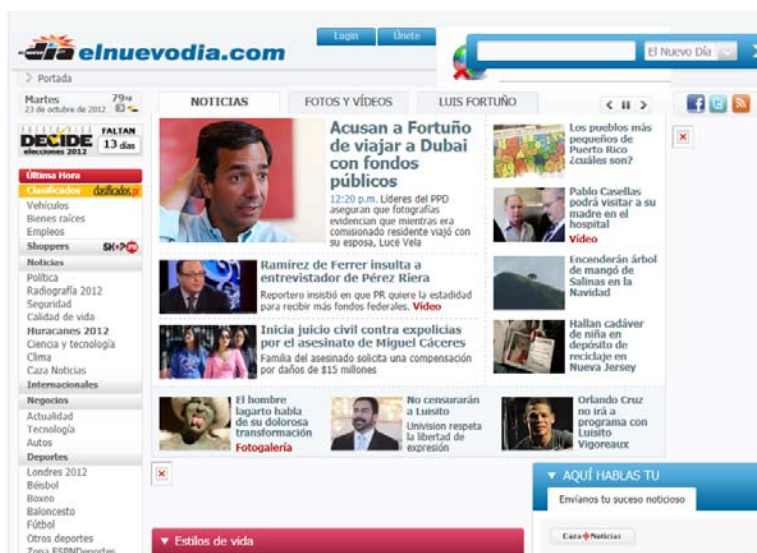 elnuevodia.com
Login
Únete
El Nuevo Día
> Portada
Martes
79°F
23 de octubre de 2012
DECIDE
elecciones 2012
FALTAN
13 días
NOTICIAS
FOTOS Y VÍDEOS
LUIS FORTUÑO
Última Hora
Clasificados
clasificados.pr
Vehículos
Bienes raíces
Empleos
Shoppers
Noticias
Política
Radiografía 2012
Seguridad
Calidad de vida
Huracanes 2012
Ciencia y tecnología
Clima
Caza Noticias
Internacionales
Negocios
Actualidad
Tecnología
Autos
Deportes
Londres 2012
Béisbol
Boxeo
Baloncesto
Fútbol
Otros deportes
Zona ESPNDeportes
Acusan a Fortuño
de viajar a Dubai
con fondos
públicos
12:20 p.m. Líderes del PPD
aseguran que fotografías
evidencian que mientras era
comisionado residente viajó con
su esposa, Lucé Vela
Ramírez de Ferrer insulta a
entrevistador de Pérez Riera
Reportero insistió en que PR quiere la estadidad
para recibir más fondos federales. Vídeo
Inicia juicio civil contra expolicías
por el asesinato de Miguel Cáceres
Familia del asesinado solicita una compensación
por daños de $15 millones
Los pueblos más
pequeños de
Puerto Rico
¿cuáles son?
Pablo Casellas
podrá visitar a su
madre en el
hospital
Vídeo
Encenderán árbol
de mangó de
Salinas en la
Navidad
Hallan cadáver
de niña en
depósito de
reciclaje en
Nueva Jersey
El hombre
lagarto habla
de su dolorosa
transformación
Fotogalería
No censurarán
a Luisito
Univision respeta
la libertad de
expresión
Orlando Cruz
no irá a
programa con
Luisito
Vigoreaux
Estilos de vida
AQUÍ HABLAS TU
Envíanos tu suceso noticioso
Caza Noticias